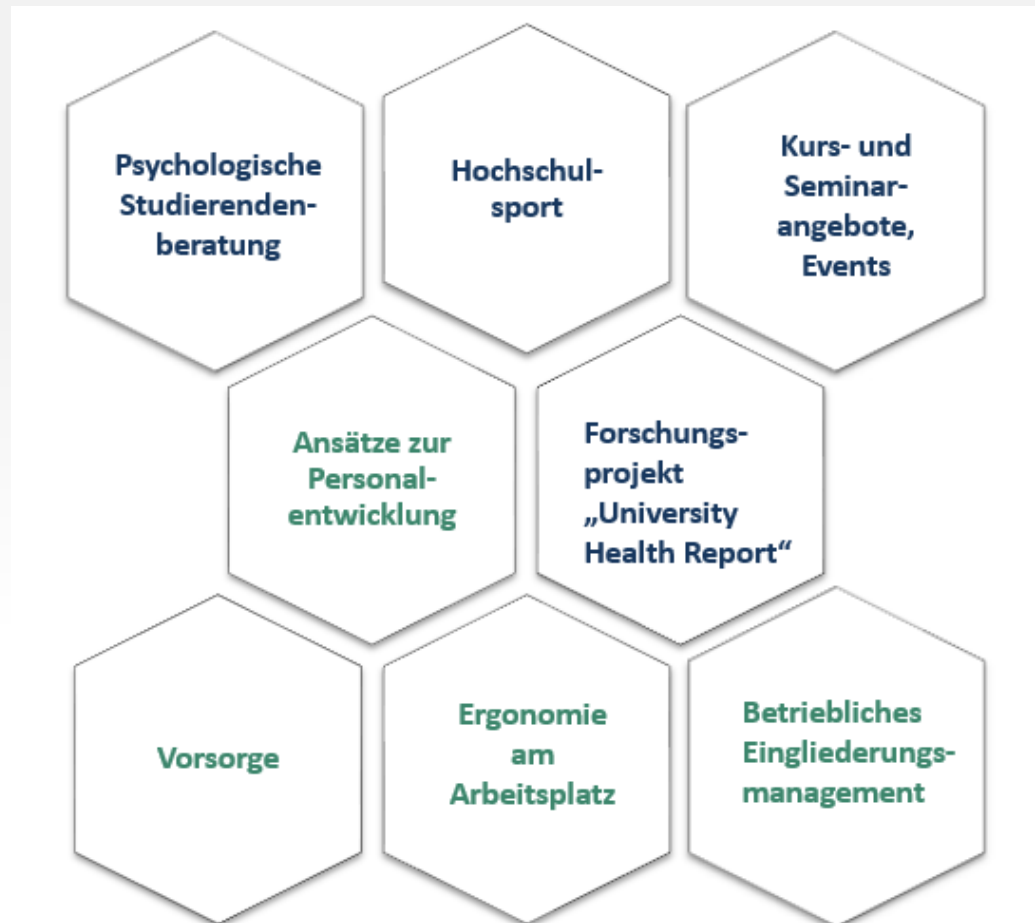 Psychologische
Studierenden-
beratung
Hochschul-
sport
Kurs- und
Seminar-
angebote,
Events
Ansätze zur
Personal-
entwicklung
Forschungs-
projekt
„University
Health Report“
Vorsorge
Ergonomie
am
Arbeitsplatz
Betriebliches
Eingliederungs-
management